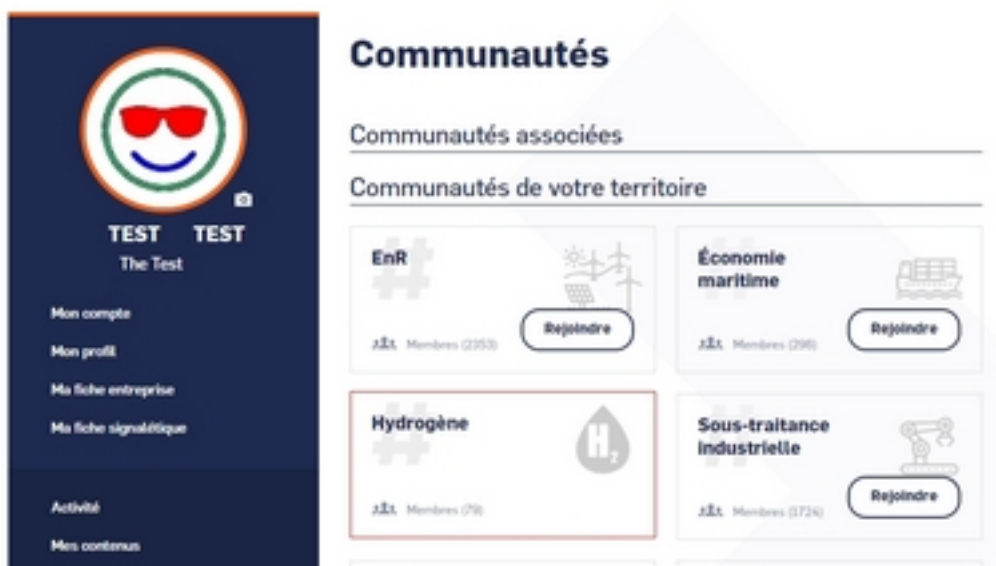 TEST TEST
The Test
Mon compte
Mon profil
Ma fiche entreprise
Ma fiche signalétique
Activité
Mes contenus
Communautés
Communautés associées
Communautés de votre territoire
#
EnR
Membres (2353)
Rejoindre
#
Économie
maritime
Membres (298)
Rejoindre
#
Hydrogène
H2
Membres (79)
#
Sous-traitance
industrielle
Membres (1724)
Rejoindre